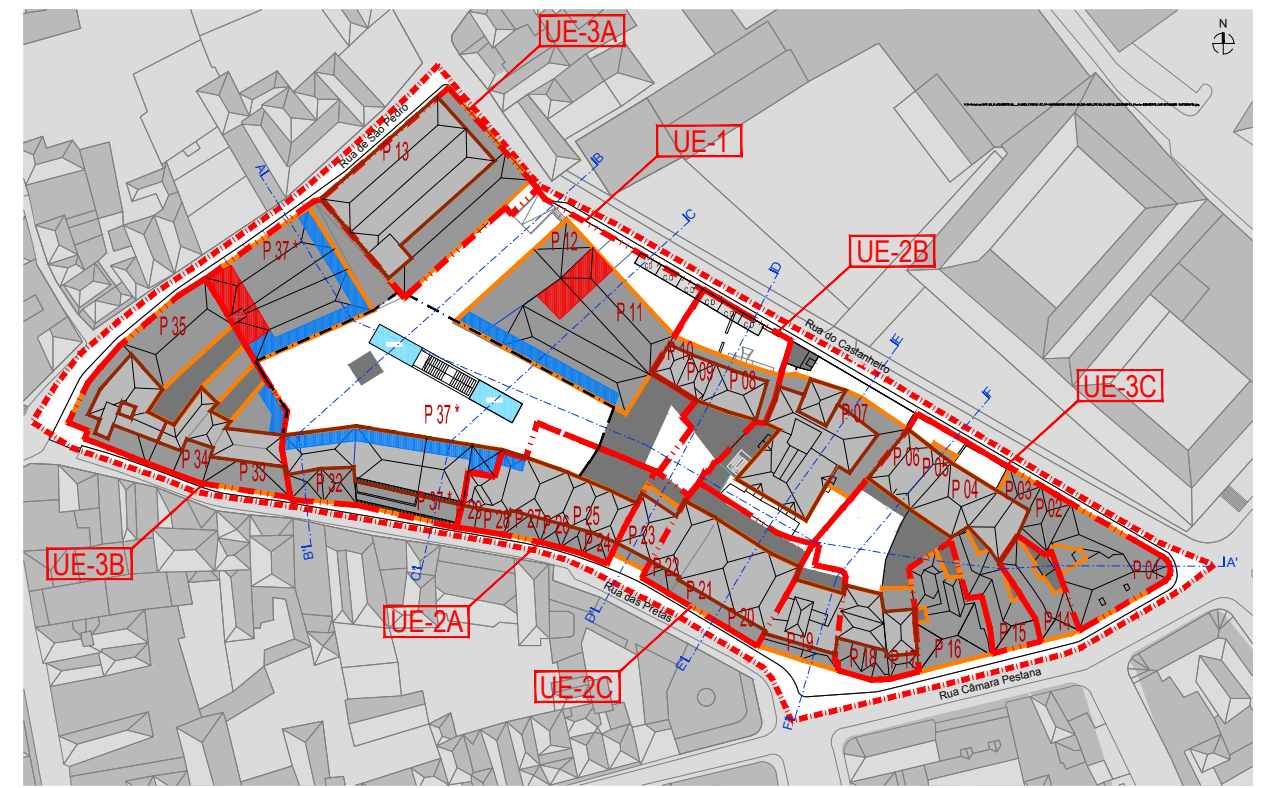 UE-3A
N
UE-1
Rua de São Pedro
P 13
B
A
C
P 12
P 37 *
UE-2B
D
P 11
P 35
Rua do Castanheito
E
P 10
P 09
P 08
F
UE-3C
P 37 *
P 07
P 06
P 05
P 04
P 03
P 02
P 34
P 33
P 32
P 37 *
P 28
P 27
P 26
P 25
P 24
P 23
P 22
P 21
P 20
P 19
P 18
P 17
P 16
P 15
P 14
P 01
A'
UE-3B
B'
UE-2A
Rua das Pretas
D'
E'
UE-2C
Rua Câmara Pestana